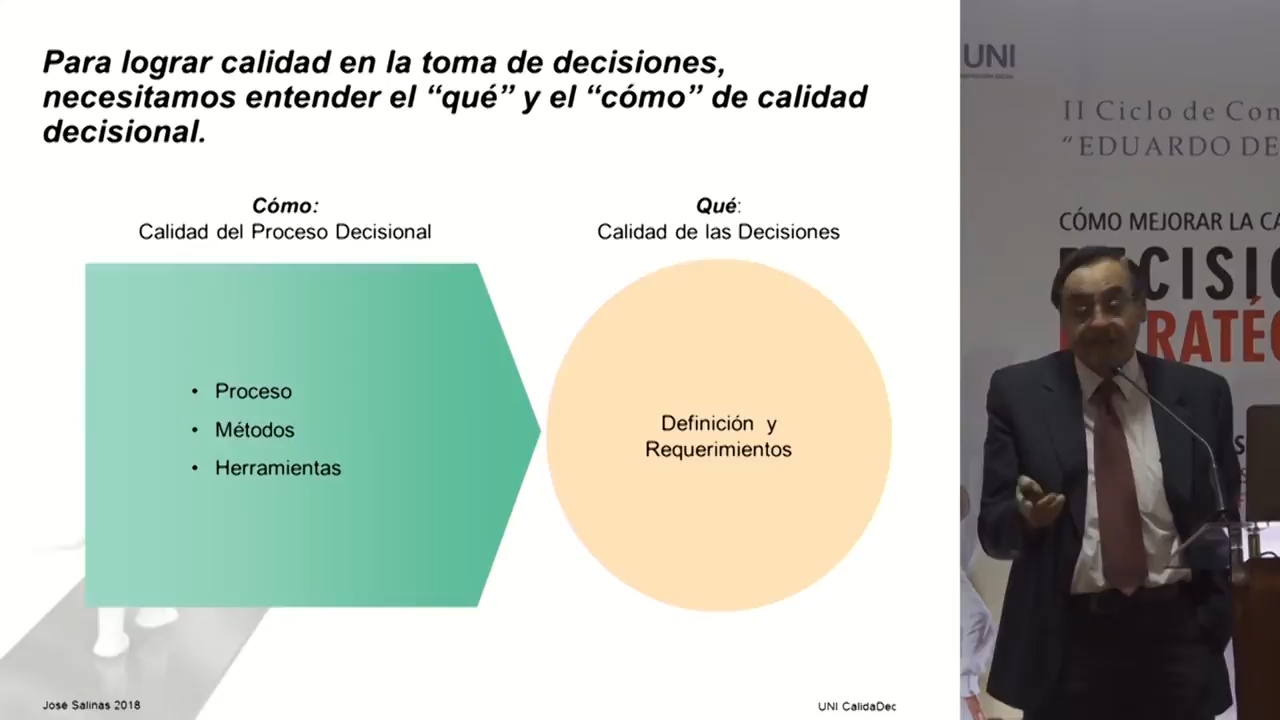 Para lograr calidad en la toma de decisiones,
necesitamos entender el “qué” y el “cómo” de calidad
decisional.
Cómo:
Calidad del Proceso Decisional
Qué:
Calidad de las Decisiones
• Proceso
• Métodos
• Herramientas
Definición y
Requerimientos
José Salinas 2018
UNI CalidaDec
UNI
II Ciclo de Con
“EDUARDO DE
CÓMO MEJORAR LA CA